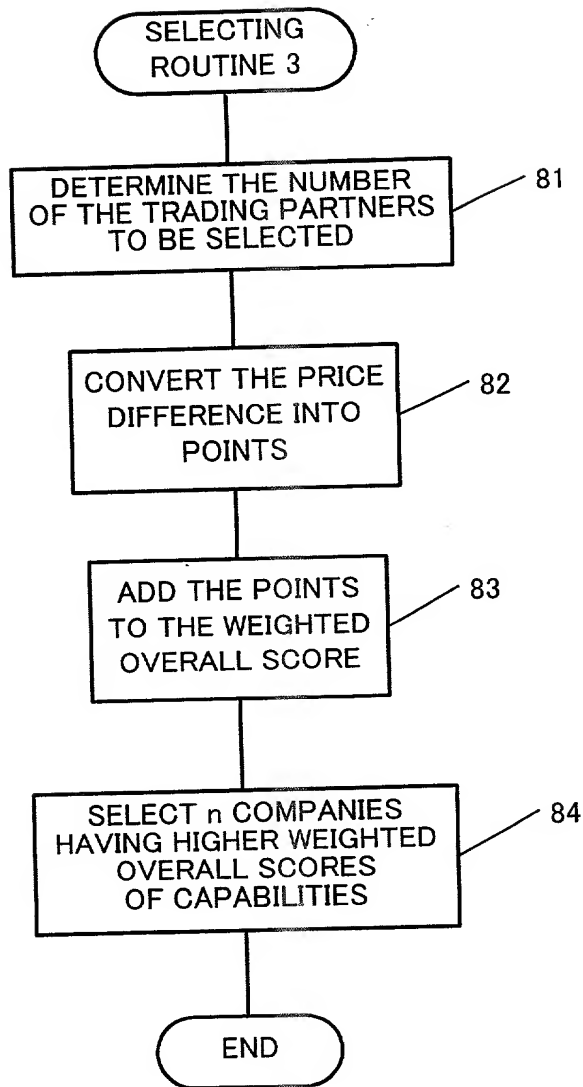 SELECTING
ROUTINE 3
DETERMINE THE NUMBER
OF THE TRADING PARTNERS
TO BE SELECTED
81
CONVERT THE PRICE
DIFFERENCE INTO
POINTS
82
ADD THE POINTS
TO THE WEIGHTED
OVERALL SCORE
83
SELECT n COMPANIES
HAVING HIGHER WEIGHTED
OVERALL SCORES
OF CAPABILITIES
84
END